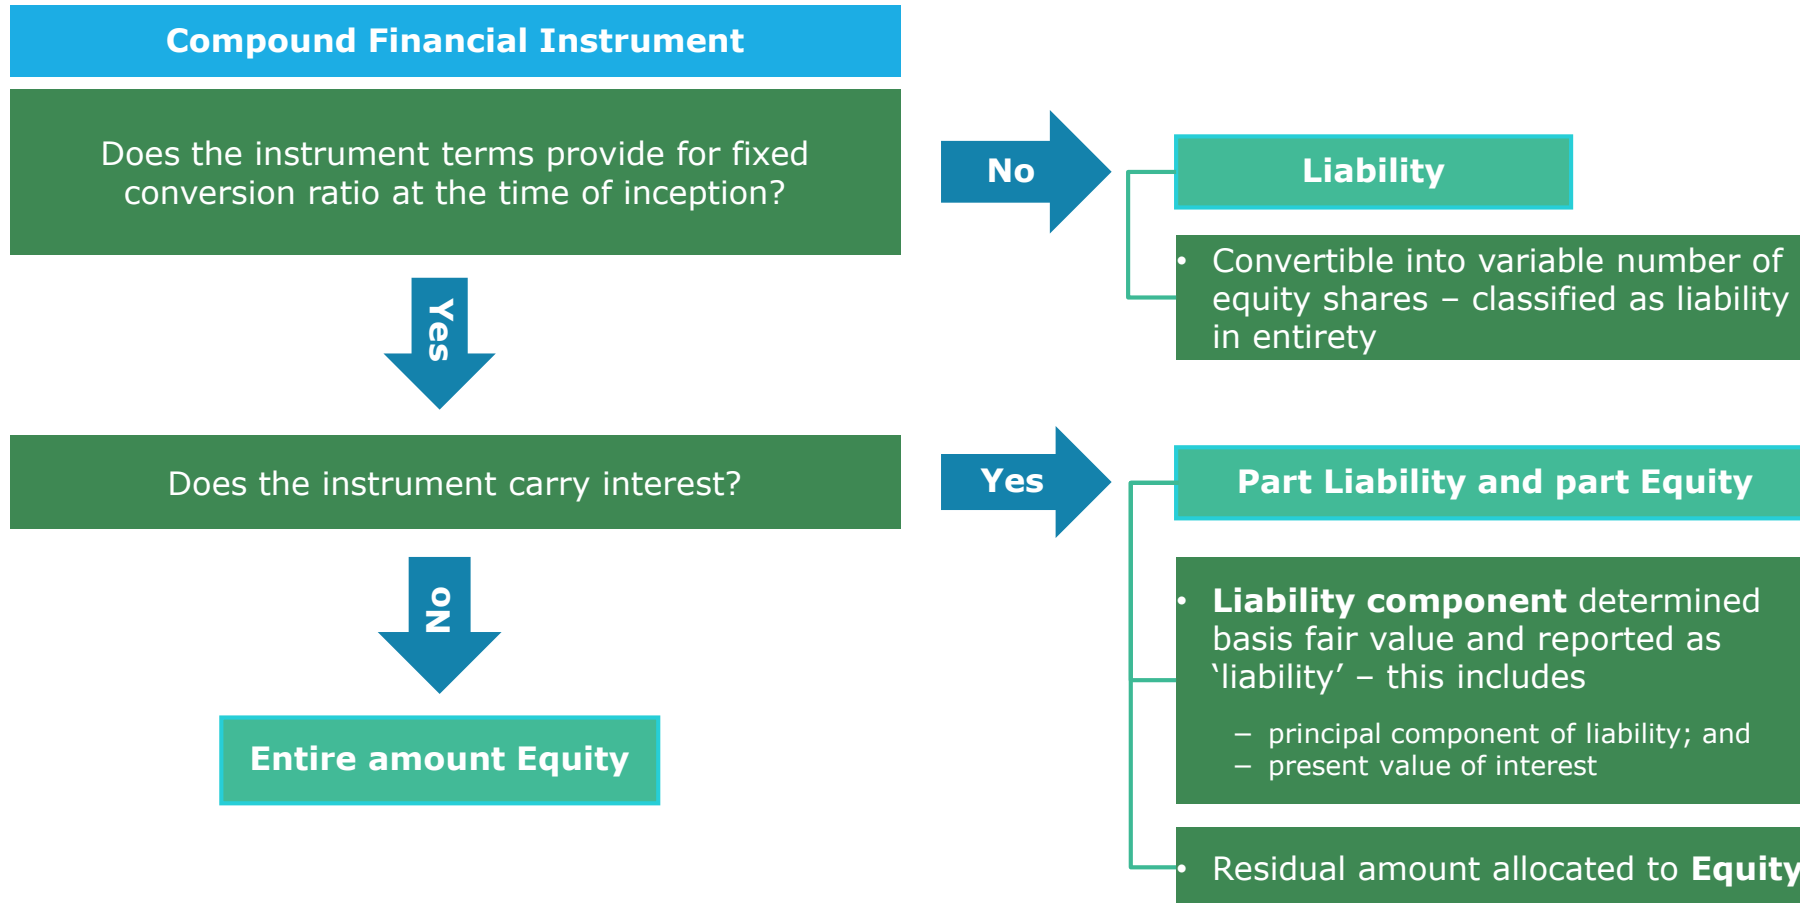 Compound Financial Instrument
Does the instrument terms provide for fixed
conversion ratio at the time of inception?
No
Liability
• Convertible into variable number of
equity shares – classified as liability
in entirety
Yes
Does the instrument carry interest?
Yes
Part Liability and part Equity
• Liability component determined
basis fair value and reported as
‘liability’ – this includes
– principal component of liability; and
– present value of interest
• Residual amount allocated to Equity
No
Entire amount Equity